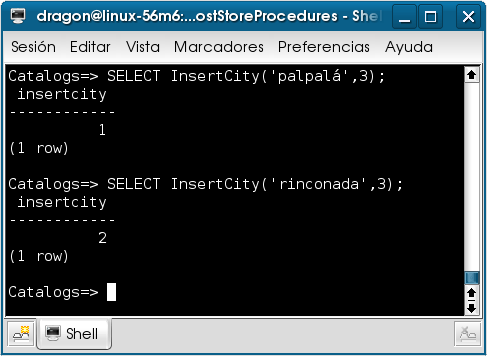 dragon@linux-56m6:...ostStoreProcedures - Shel
Sesión Editar Vista Marcadores Preferencias Ayuda
Catalogs=> SELECT InsertCity('palpalá',3);
insertcity
------------
1
(1 row)
Catalogs=> SELECT InsertCity('rinconada',3);
insertcity
------------
2
(1 row)
Catalogs=>
Shell